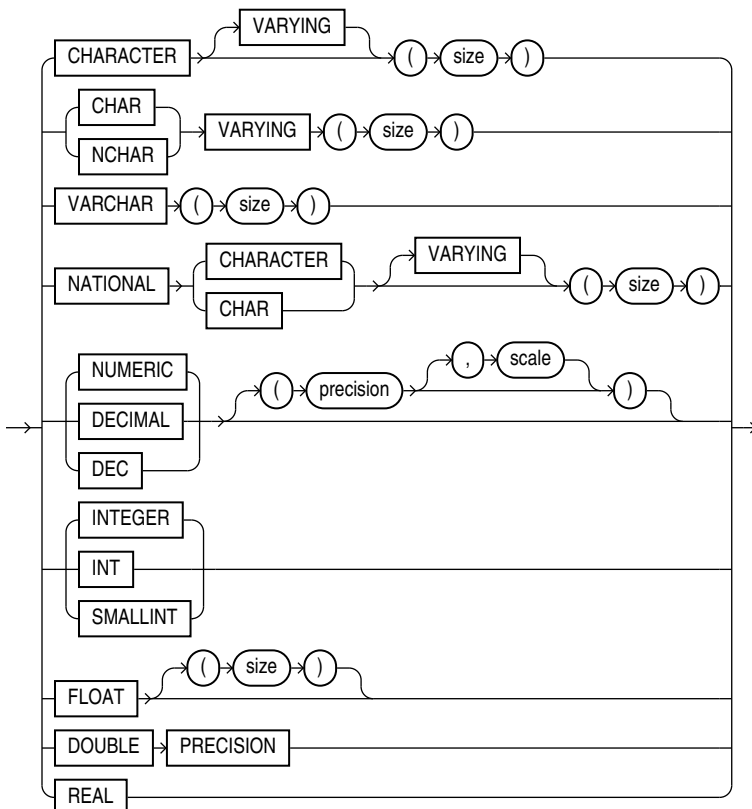 VARYING
CHARACTER ( size )
CHAR
VARYING ( size )
NCHAR
VARCHAR ( size )
CHARACTER VARYING
NATIONAL ( size )
CHAR
NUMERIC , scale
( precision )
DECIMAL
DEC
INTEGER
INT
SMALLINT
( size )
FLOAT
DOUBLE PRECISION
REAL